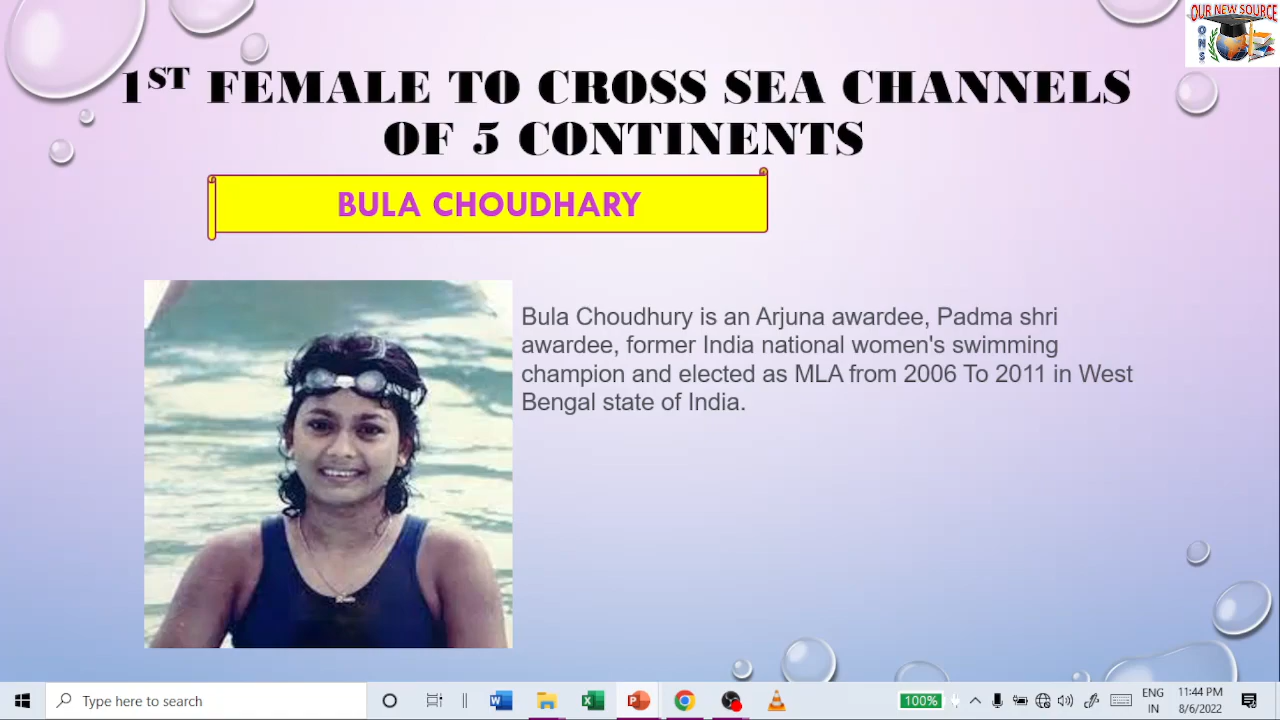 OUR NEW SOURCE
ONS
1ST FEMALE TO CROSS SEA CHANNELS
OF 5 CONTINENTS
BULA CHOUDHARY
Bula Choudhury is an Arjuna awardee, Padma shri
awardee, former India national women's swimming
champion and elected as MLA from 2006 To 2011 in West
Bengal state of India.
Type here to search
100%
ENG
IN
11:44 PM
8/6/2022